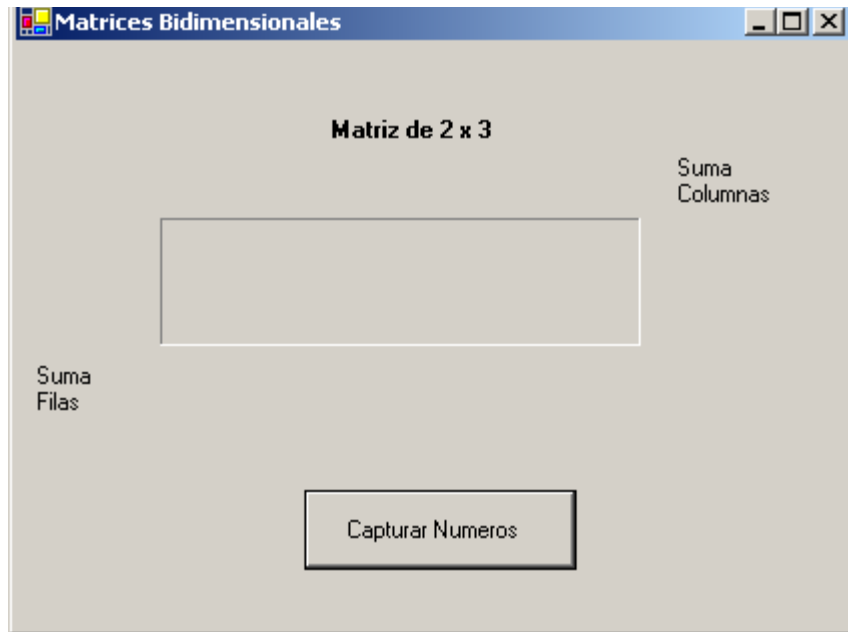 Matrices Bidimensionales
Matriz de 2 x 3
Suma
Columnas
Suma
Filas
Capturar Numeros